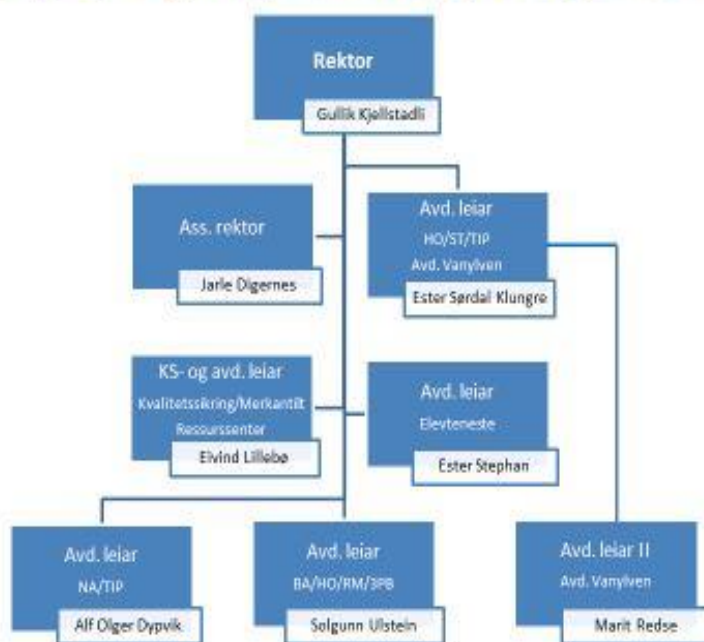 Rektor
Gullik Kjellstadli
Ass. rektor
Jarle Digernes
Avd. leiar
HO/ST/TIP
Avd. Vanylven
Ester Sørdal Klungre
KS- og avd. leiar
Kvalitetssikring/Merkantilt
Ressurssenter
Eivind Lillebø
Avd. leiar
Elevteneste
Ester Stephan
Avd. leiar
NA/TIP
Alf Olger Dypvik
Avd. leiar
BA/HO/RM/3PB
Solgunn Ulstein
Avd. leiar II
Avd. Vanylven
Marit Redse